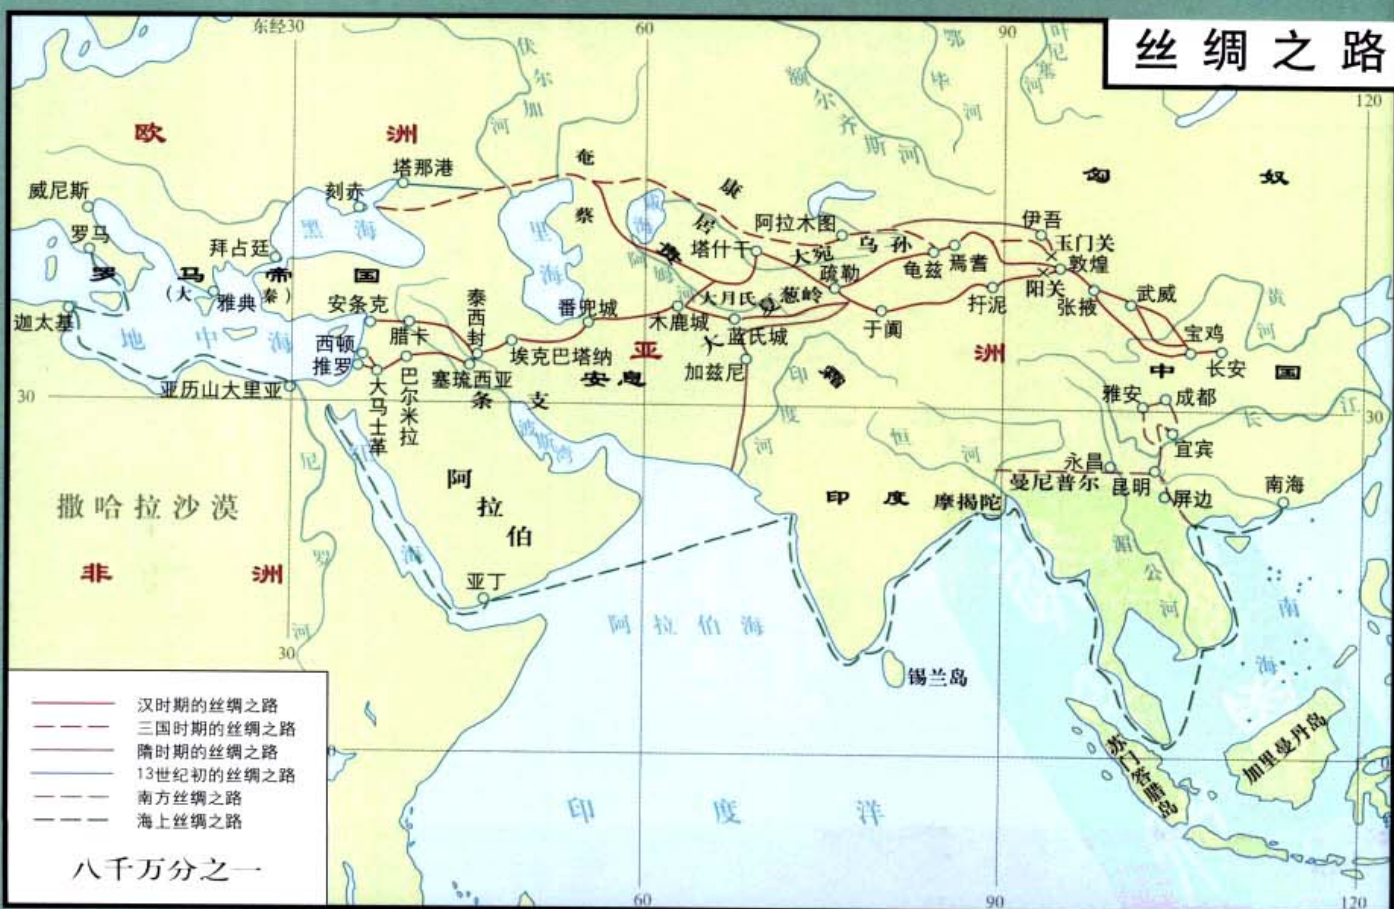 丝绸之路
东经30
60
90
120
伏尔加河
额尔齐斯河
鄂毕河
叶尼塞河
欧洲
塔那港
刻赤
奄蔡
康居
匈奴
威尼斯
罗马
拜占廷
黑海
里海
咸海
阿拉木图
乌孙
伊吾
玉门关
塔什干
大宛
焉耆
敦煌
罗马帝国
(大秦)
雅典
阿姆河
贵
疏勒
龟兹
阳关
张掖
武威
黄河
迦太基
地中海
安条克
腊卡
泰西封
番兜城
木鹿城
大月氏
大夏
葱岭
于阗
扜泥
宝鸡
西顿
推罗
埃克巴塔纳
蓝氏城
亚洲
长安
塞琉西亚
安息
加兹尼
印度河
中国
亚历山大里亚
大马士革
巴尔米拉
条支
雅安
成都
长江
30
30
红海
波斯湾
恒河
宜宾
尼罗河
永昌
曼尼普尔
昆明
屏边
南海
撒哈拉沙漠
阿拉伯
印度
摩揭陀
非洲
亚丁
湄公河
阿拉伯海
南海
锡兰岛
30
0
苏门答腊岛
加里曼丹岛
印度洋
汉时期的丝绸之路
三国时期的丝绸之路
隋时期的丝绸之路
13世纪初的丝绸之路
南方丝绸之路
海上丝绸之路
八千万分之一
60
90
120